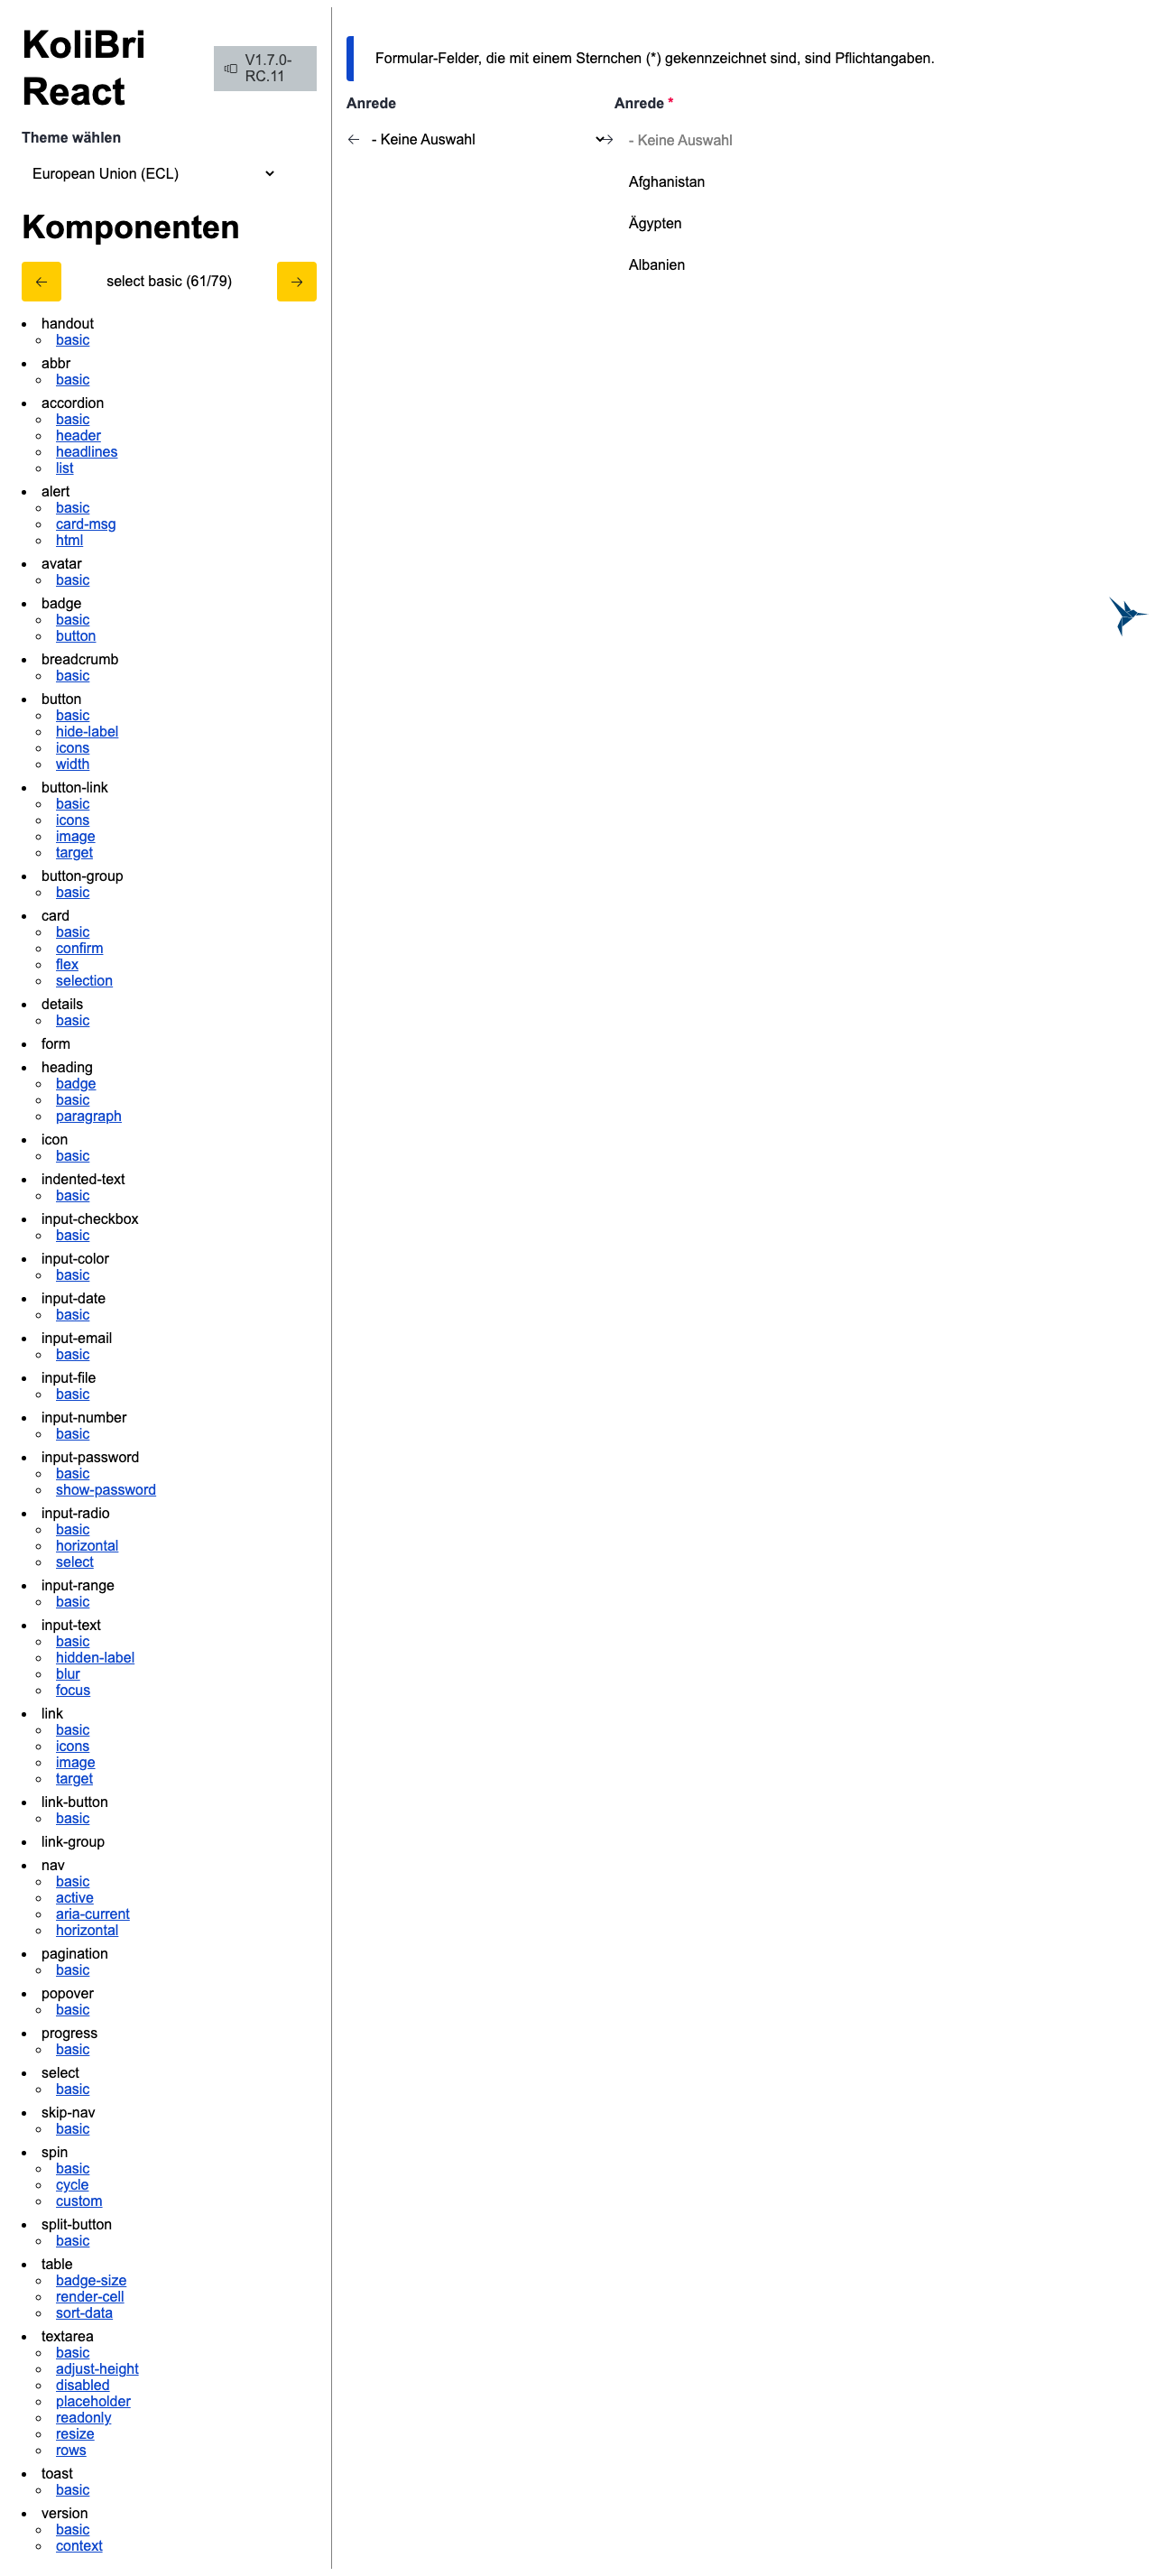 KoliBri
React
V1.7.0-
RC.11
Theme wählen
European Union (ECL)
Komponenten
select basic (61/79)
handout
basic
abbr
basic
accordion
basic
header
headlines
list
alert
basic
card-msg
html
avatar
basic
badge
basic
button
breadcrumb
basic
button
basic
hide-label
icons
width
button-link
basic
icons
image
target
button-group
basic
card
basic
confirm
flex
selection
details
basic
form
heading
badge
basic
paragraph
icon
basic
indented-text
basic
input-checkbox
basic
input-color
basic
input-date
basic
input-email
basic
input-file
basic
input-number
basic
input-password
basic
show-password
input-radio
basic
horizontal
select
input-range
basic
input-text
basic
hidden-label
blur
focus
link
basic
icons
image
target
link-button
basic
link-group
nav
basic
active
aria-current
horizontal
pagination
basic
popover
basic
progress
basic
select
basic
skip-nav
basic
spin
basic
cycle
custom
split-button
basic
table
badge-size
render-cell
sort-data
textarea
basic
adjust-height
disabled
placeholder
readonly
resize
rows
toast
basic
version
basic
context
Formular-Felder, die mit einem Sternchen (*) gekennzeichnet sind, sind Pflichtangaben.
Anrede
- Keine Auswahl
Anrede *
- Keine Auswahl
Afghanistan
Ägypten
Albanien